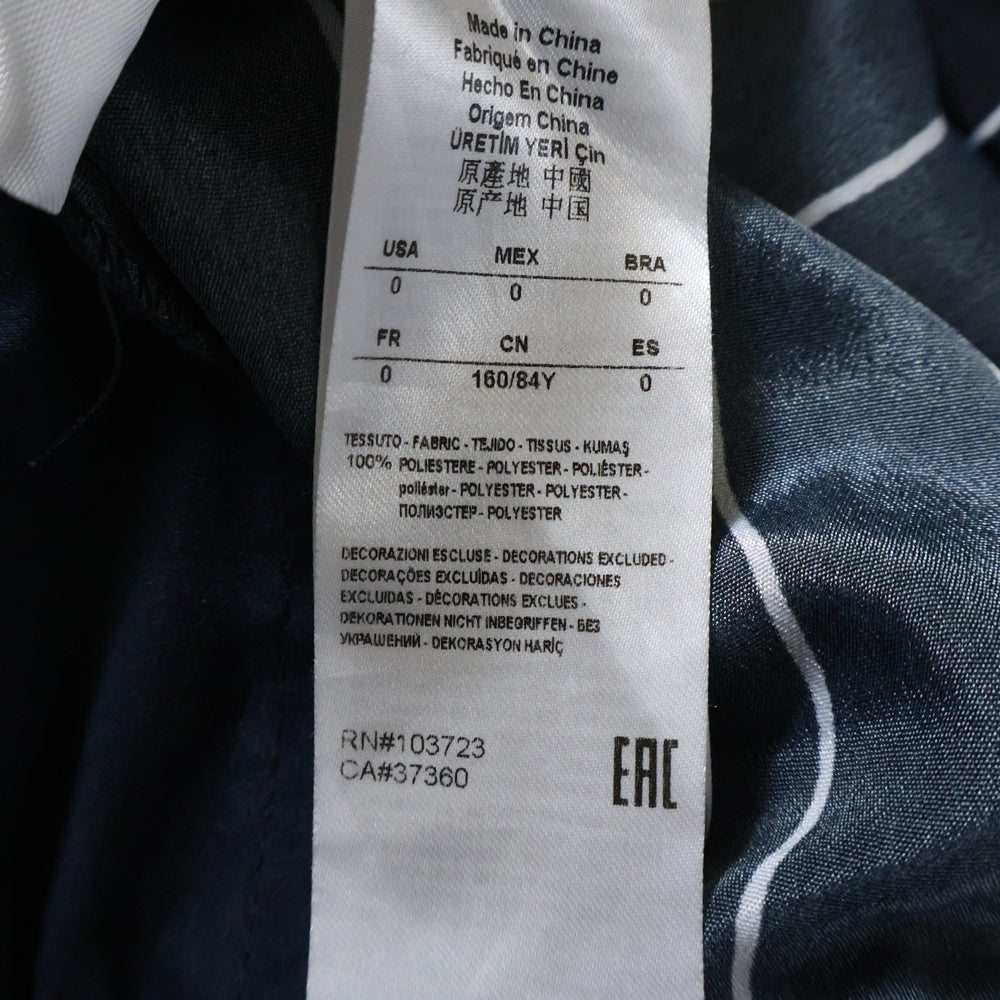 Made in China
Fabriqué en Chine
Hecho En China
Origem China
ÜRETİM YERİ Çin
原產地 中國
原产地 中国
USA MEX BRA
0 0 0
FR CN ES
0 160/84Y 0
TESSUTO - FABRIC - TEJIDO - TISSUS - KUMAŞ
100% POLIESTERE - POLYESTER - POLIÉSTER -
poliéster - POLYESTER - POLYESTER -
ПОЛИЭСТЕР - POLYESTER
DECORAZIONI ESCLUSE - DECORATIONS EXCLUDED -
DECORAÇÕES EXCLUÍDAS - DECORACIONES
EXCLUIDAS - DÉCORATIONS EXCLUES -
DEKORATIONEN NICHT INBEGRIFFEN - БЕЗ
УКРАШЕНИЙ - DEKORASYON HARİÇ
RN#103723
CA#37360
EAC